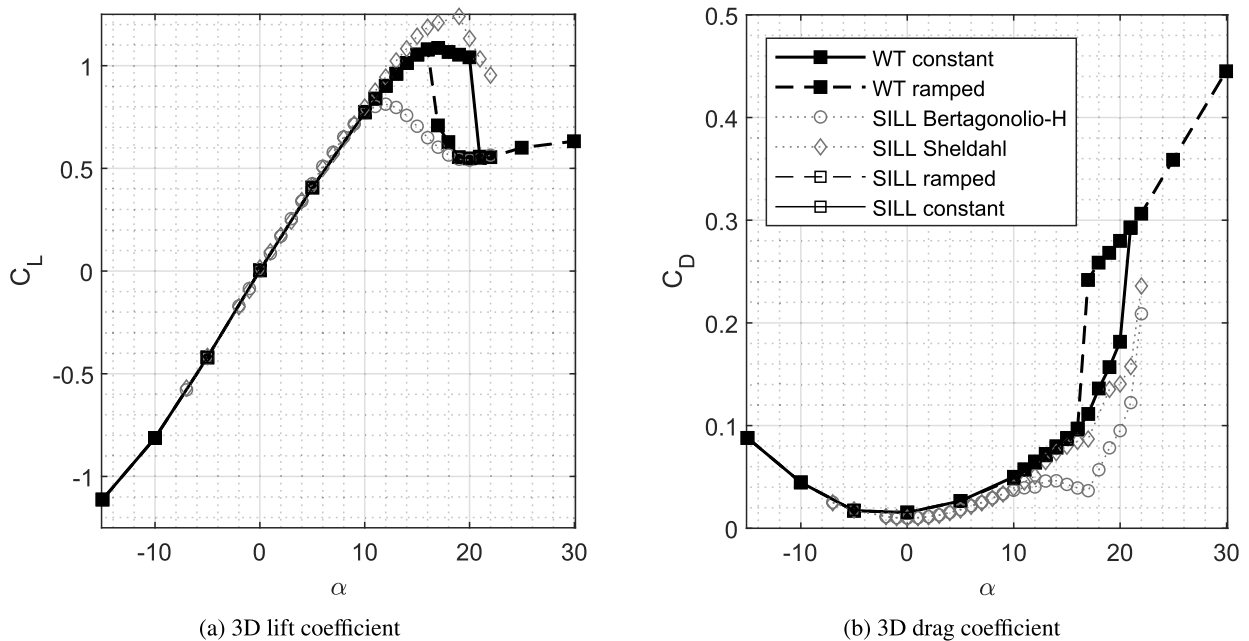 1
0.5
0
-0.5
-1
C_L
-10
0
10
20
30
α
(a) 3D lift coefficient
0.5
0.4
0.3
0.2
0.1
0
C_D
WT constant
WT ramped
SILL Bertagonolio-H
SILL Sheldahl
SILL ramped
SILL constant
-10
0
10
20
30
α
(b) 3D drag coefficient